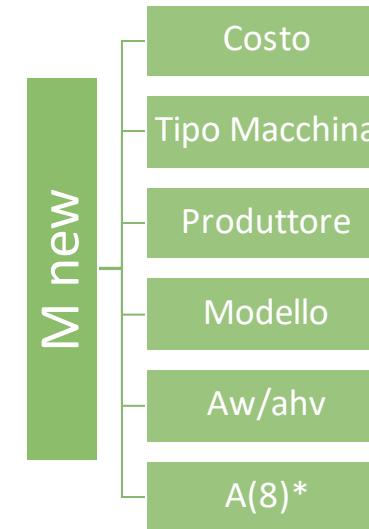 M new
Costo
Tipo Macchina
Produttore
Modello
Aw/ahv
A(8)*